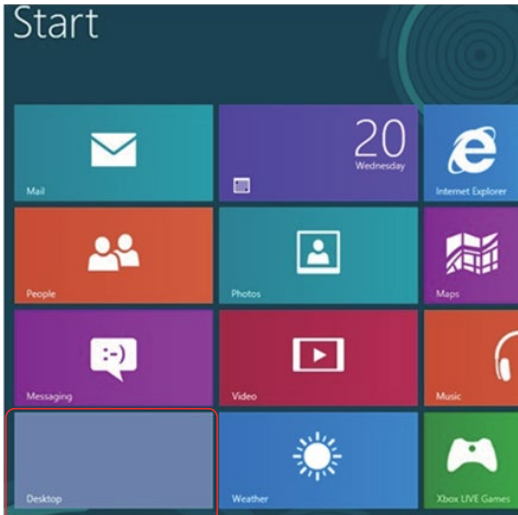 Start
Mail
20
Wednesday
Internet Explorer
People
Photos
Maps
Messaging
:-)
Video
Music
Desktop
Weather
Xbox LIVE Games